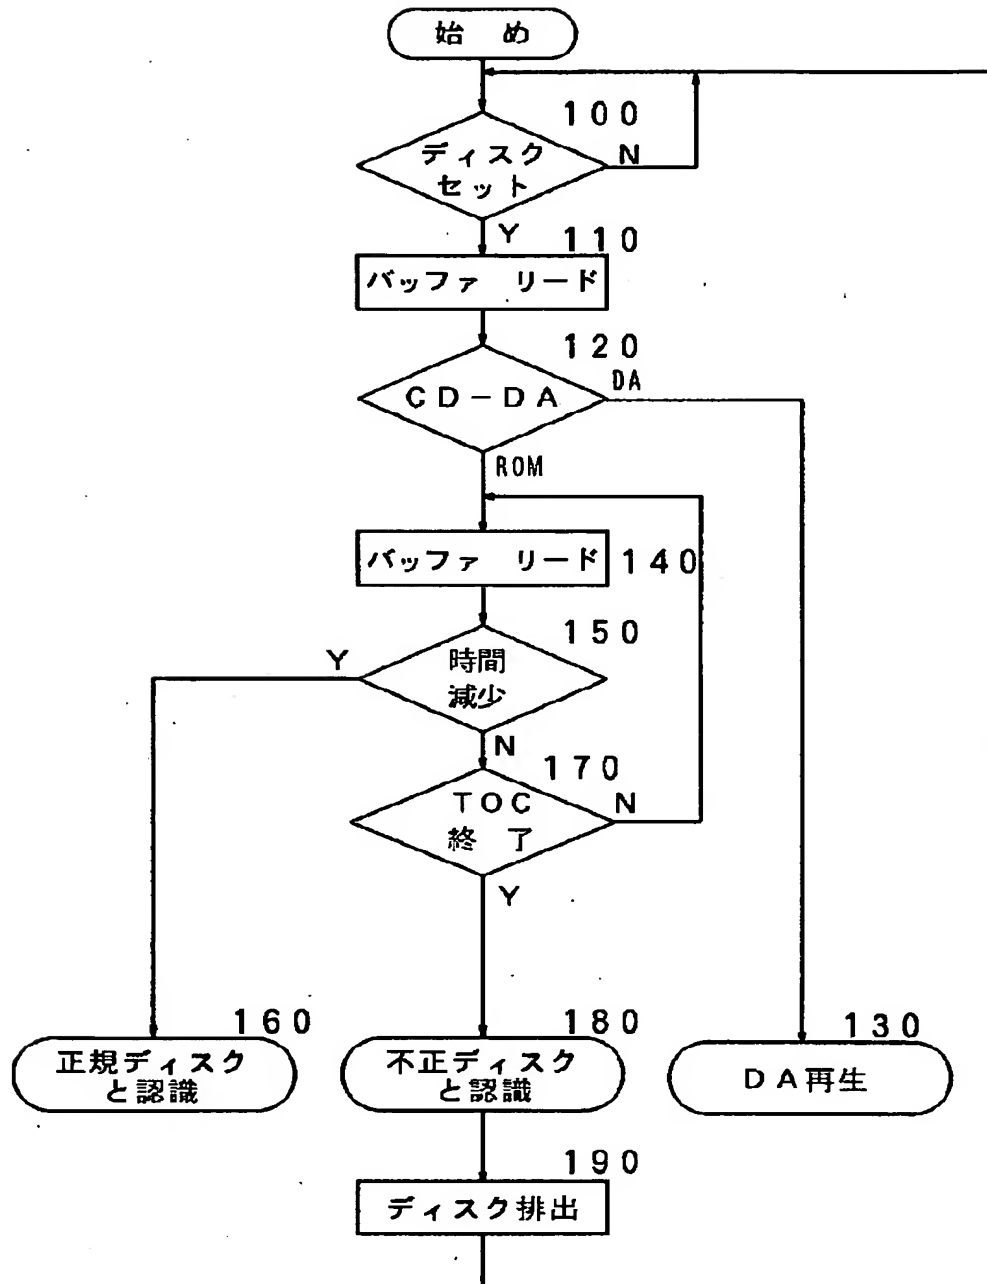 始　め
１００
ディスク
セット
N
Y
１１０
バッファ　リード
１２０
ＣＤ－ＤＡ
DA
ROM
バッファ　リード
１４０
１５０
時間
減少
Y
N
１７０
ＴＯＣ
終　了
N
Y
１６０
正規ディスク
と認識
１８０
不正ディスク
と認識
１３０
ＤＡ再生
１９０
ディスク排出